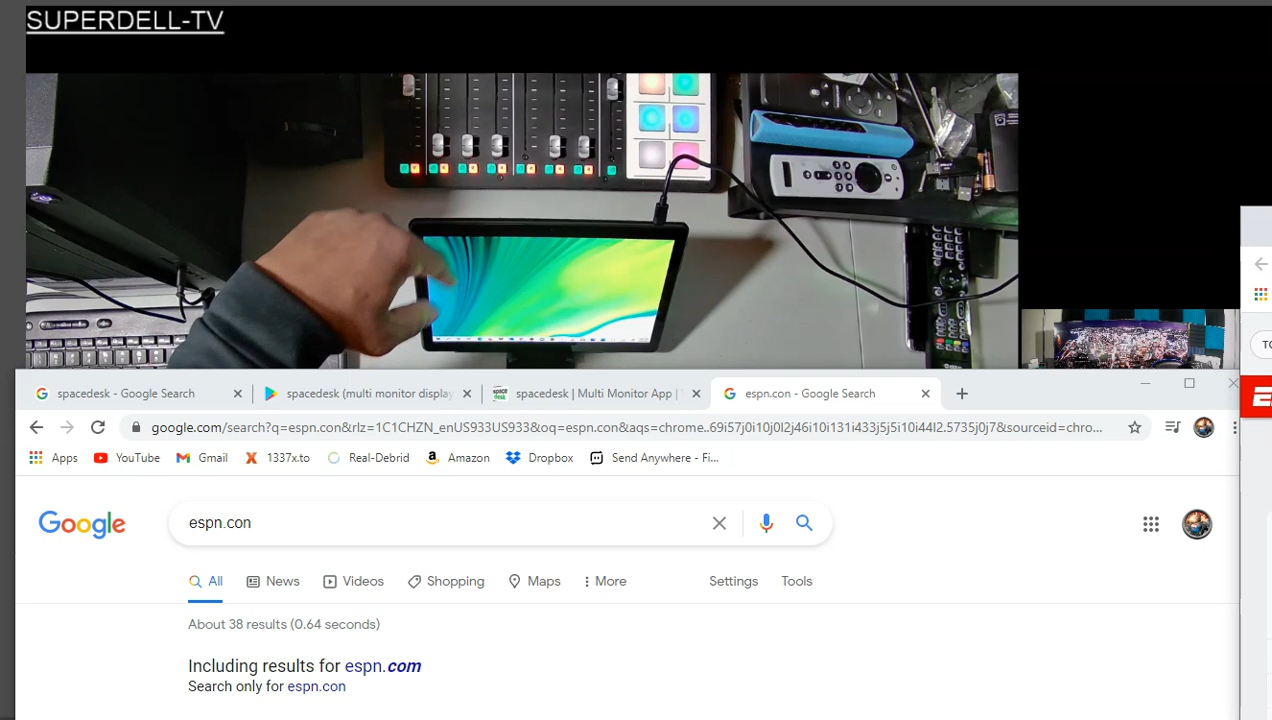 SUPERDELL-TV
spacedesk - Google Search
spacedesk (multi monitor display
spacedesk | Multi Monitor App |
espn.con - Google Search
google.com/search?q=espn.con&rlz=1C1CHZN_enUS933US933&oq=espn.con&aqs=chrome..69i57j0i10j0l2j46i10i131i433j5j5i10i44l2.5735j0j7&sourceid=chro...
Apps YouTube Gmail 1337x.to Real-Debrid Amazon Dropbox Send Anywhere - Fi...
Google
espn.con
All News Videos Shopping Maps More Settings Tools
About 38 results (0.64 seconds)
Including results for espn.com
Search only for espn.con